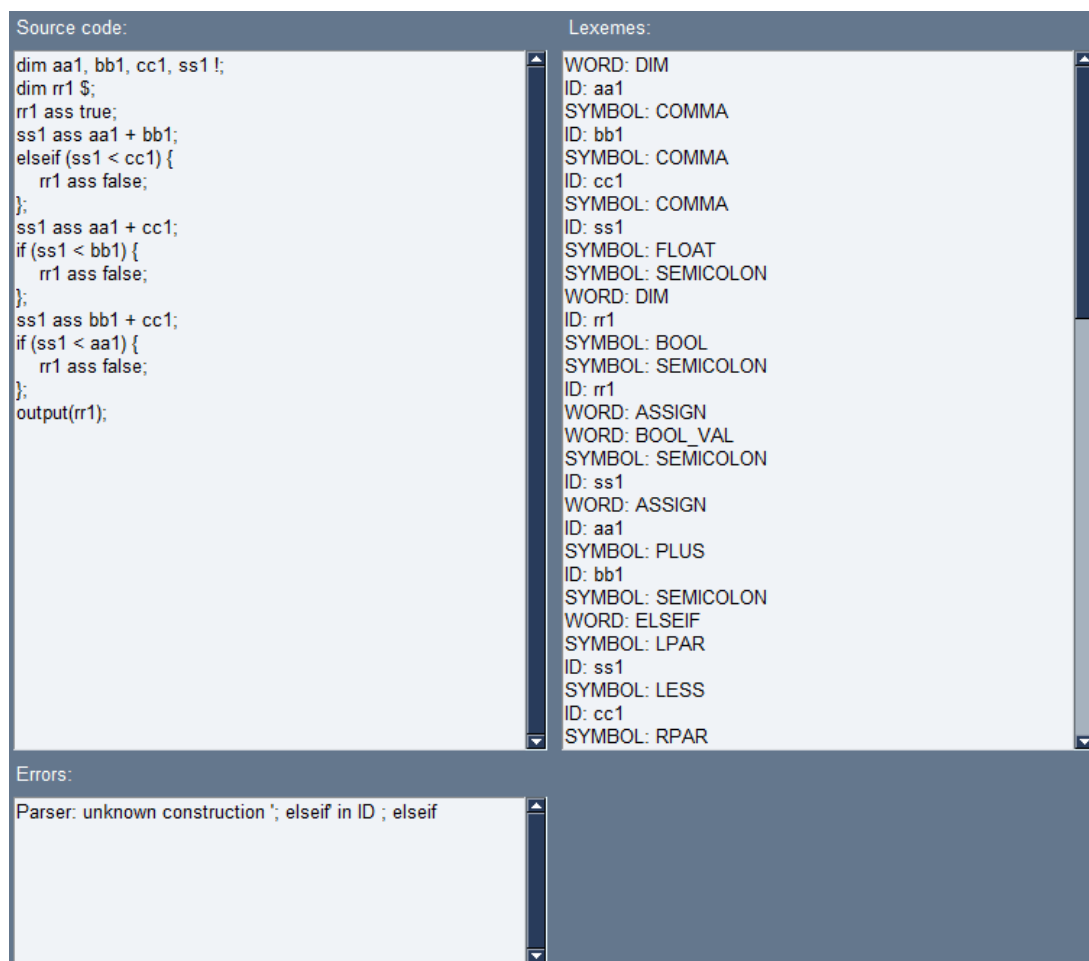 Source code:
dim aa1, bb1, cc1, ss1 !;
dim rr1 $;
rr1 ass true;
ss1 ass aa1 + bb1;
elseif (ss1 < cc1) {
    rr1 ass false;
};
ss1 ass aa1 + cc1;
if (ss1 < bb1) {
    rr1 ass false;
};
ss1 ass bb1 + cc1;
if (ss1 < aa1) {
    rr1 ass false;
};
output(rr1);
Lexemes:
WORD: DIM
ID: aa1
SYMBOL: COMMA
ID: bb1
SYMBOL: COMMA
ID: cc1
SYMBOL: COMMA
ID: ss1
SYMBOL: FLOAT
SYMBOL: SEMICOLON
WORD: DIM
ID: rr1
SYMBOL: BOOL
SYMBOL: SEMICOLON
ID: rr1
WORD: ASSIGN
WORD: BOOL_VAL
SYMBOL: SEMICOLON
ID: ss1
WORD: ASSIGN
ID: aa1
SYMBOL: PLUS
ID: bb1
SYMBOL: SEMICOLON
WORD: ELSEIF
SYMBOL: LPAR
ID: ss1
SYMBOL: LESS
ID: cc1
SYMBOL: RPAR
Errors:
Parser: unknown construction '; elseif' in ID ; elseif